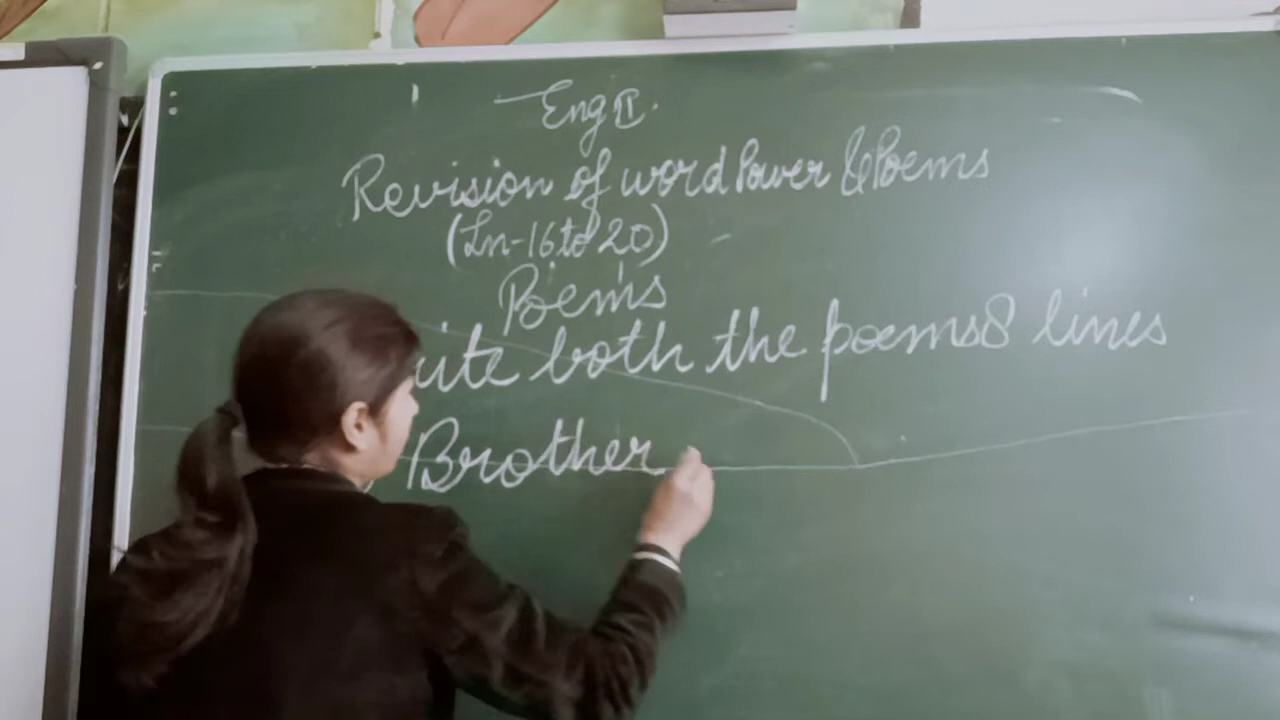 Eng II.
Revision of word Power & Poems
(Ln-16 to 20)
Poems
ite both the poems 8 lines
Brother